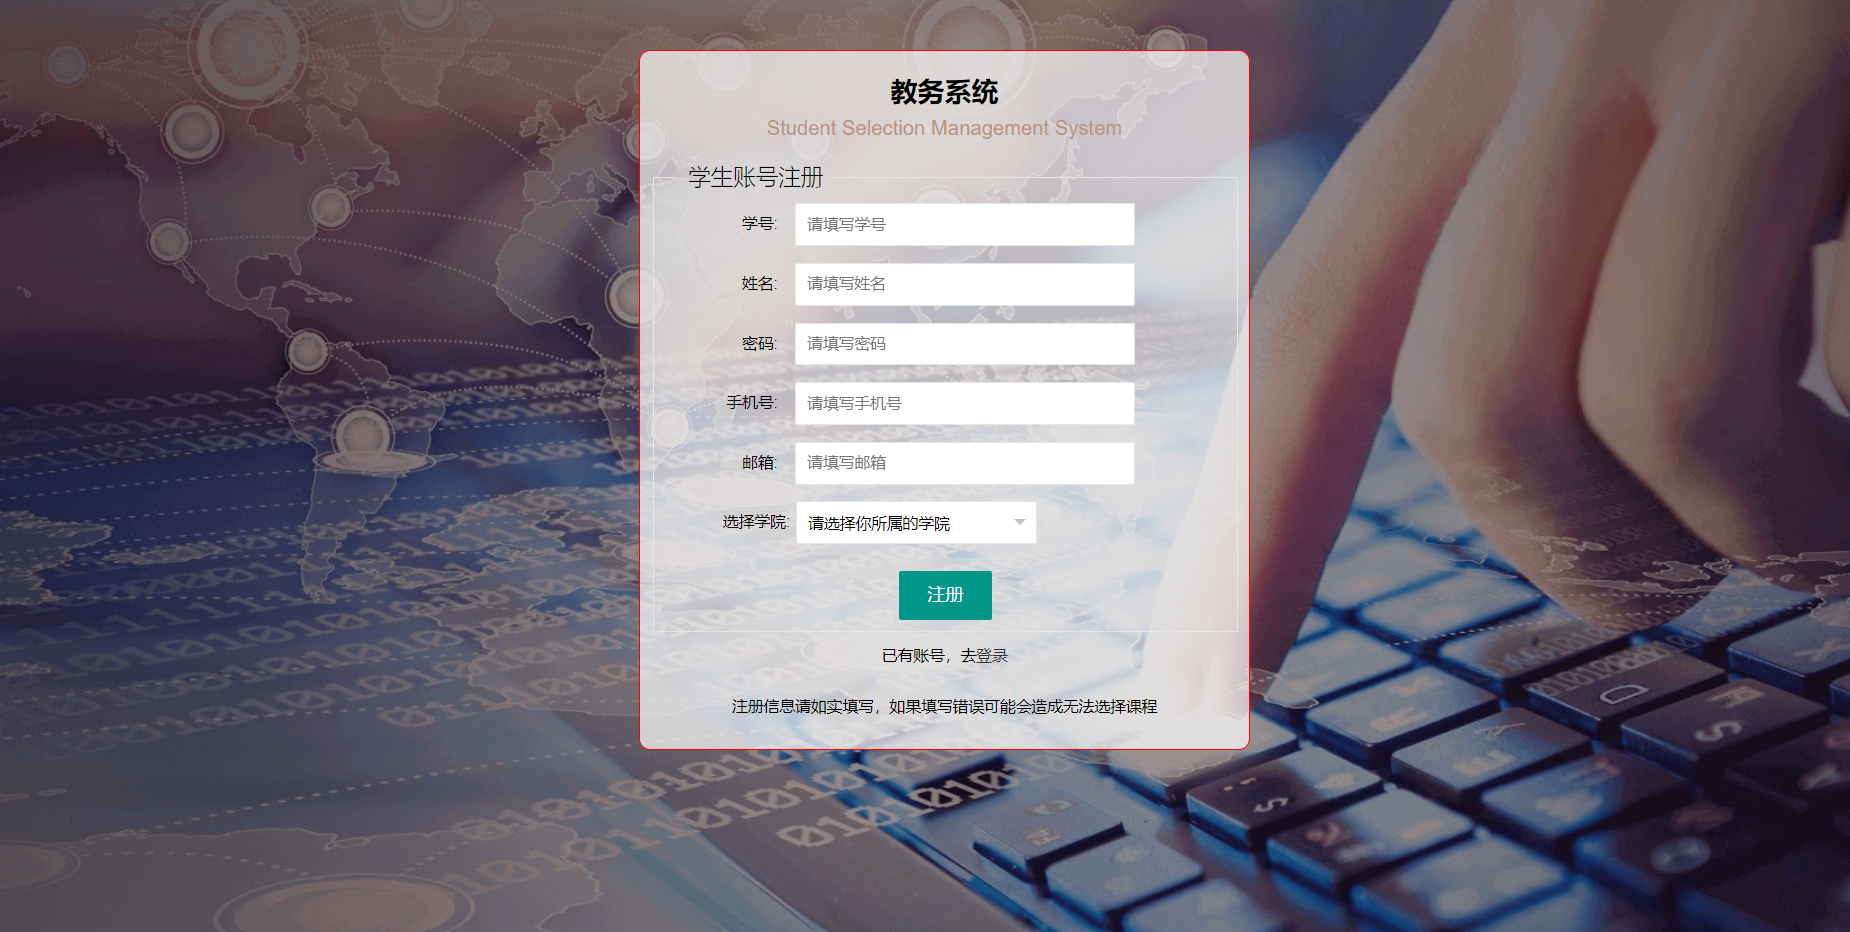 教务系统
Student Selection Management System
学生账号注册
学号: 请填写学号
姓名: 请填写姓名
密码: 请填写密码
手机号: 请填写手机号
邮箱: 请填写邮箱
选择学院: 请选择你所属的学院
注册
已有账号，去登录
注册信息请如实填写，如果填写错误可能会造成无法选择课程